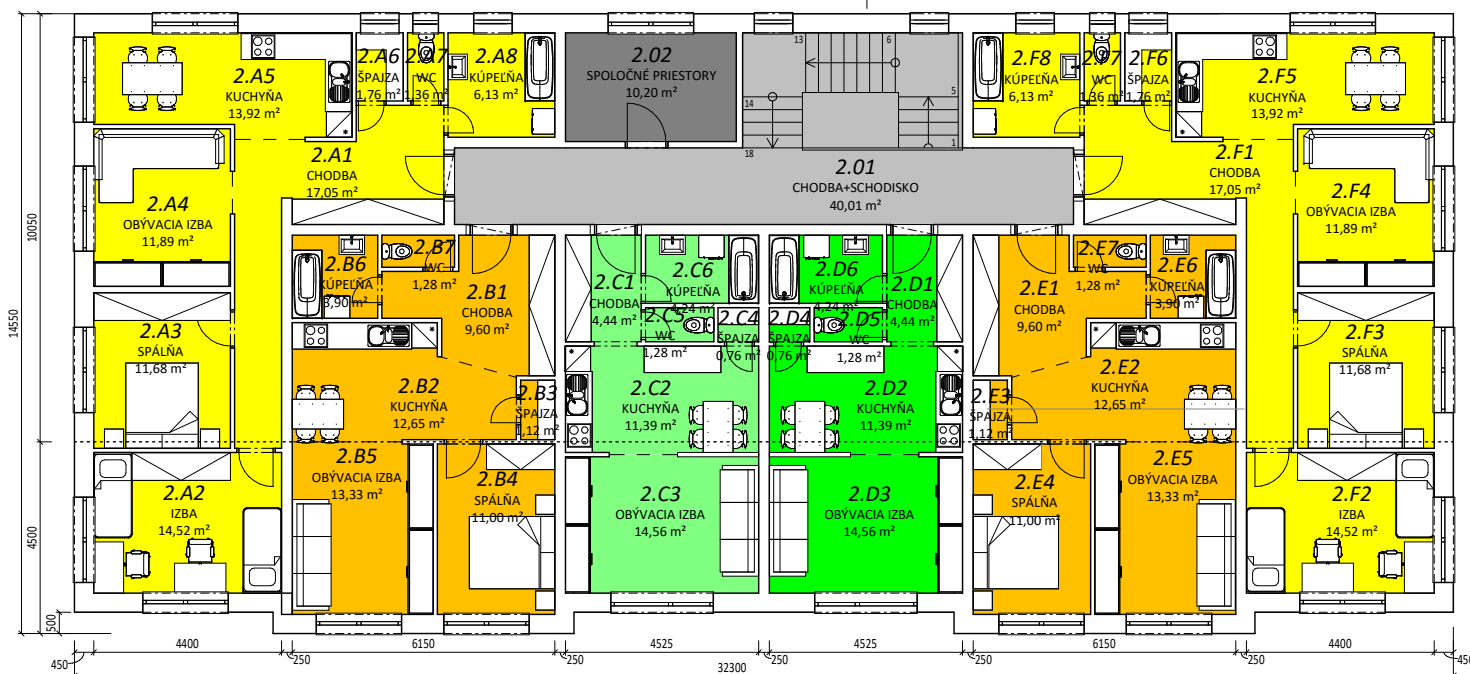 2.A5
KUCHYŇA
13,92 m²
2.A6
ŠPAJZA
1,76 m²
2.A7
WC
1,36 m²
2.A8
KÚPEĽŇA
6,13 m²
2.02
SPOLOČNÉ PRIESTORY
10,20 m²
13
6
14
5
18
1
2.F8
KÚPEĽŇA
6,13 m²
2.F7
WC
1,36 m²
2.F6
ŠPAJZA
1,76 m²
2.F5
KUCHYŇA
13,92 m²
2.A1
CHODBA
17,05 m²
2.01
CHODBA+SCHODISKO
40,01 m²
2.F1
CHODBA
17,05 m²
2.A4
OBÝVACIA IZBA
11,89 m²
2.F4
OBÝVACIA IZBA
11,89 m²
2.B6
KÚPEĽŇA
3,90 m²
2.B7
WC
1,28 m²
2.B1
CHODBA
9,60 m²
2.C1
CHODBA
4,44 m²
2.C6
KÚPEĽŇA
4,24 m²
2.C5
WC
1,28 m²
2.C4
ŠPAJZA
0,76 m²
2.D4
ŠPAJZA
0,76 m²
2.D6
KÚPEĽŇA
4,24 m²
2.D5
WC
1,28 m²
2.D1
CHODBA
4,44 m²
2.E1
CHODBA
9,60 m²
2.E7
WC
1,28 m²
2.E6
KÚPEĽŇA
3,90 m²
2.A3
SPÁLŇA
11,68 m²
2.F3
SPÁLŇA
11,68 m²
2.B2
KUCHYŇA
12,65 m²
2.B3
ŠPAJZA
1,12 m²
2.C2
KUCHYŇA
11,39 m²
2.D2
KUCHYŇA
11,39 m²
2.E3
ŠPAJZA
1,12 m²
2.E2
KUCHYŇA
12,65 m²
2.A2
IZBA
14,52 m²
2.B5
OBÝVACIA IZBA
13,33 m²
2.B4
SPÁLŇA
11,00 m²
2.C3
OBÝVACIA IZBA
14,56 m²
2.D3
OBÝVACIA IZBA
14,56 m²
2.E4
SPÁLŇA
11,00 m²
2.E5
OBÝVACIA IZBA
13,33 m²
2.F2
IZBA
14,52 m²
14550
10050
4500
500
4400
6150
4525
4525
6150
4400
450
250
250
250
32300
250
250
450